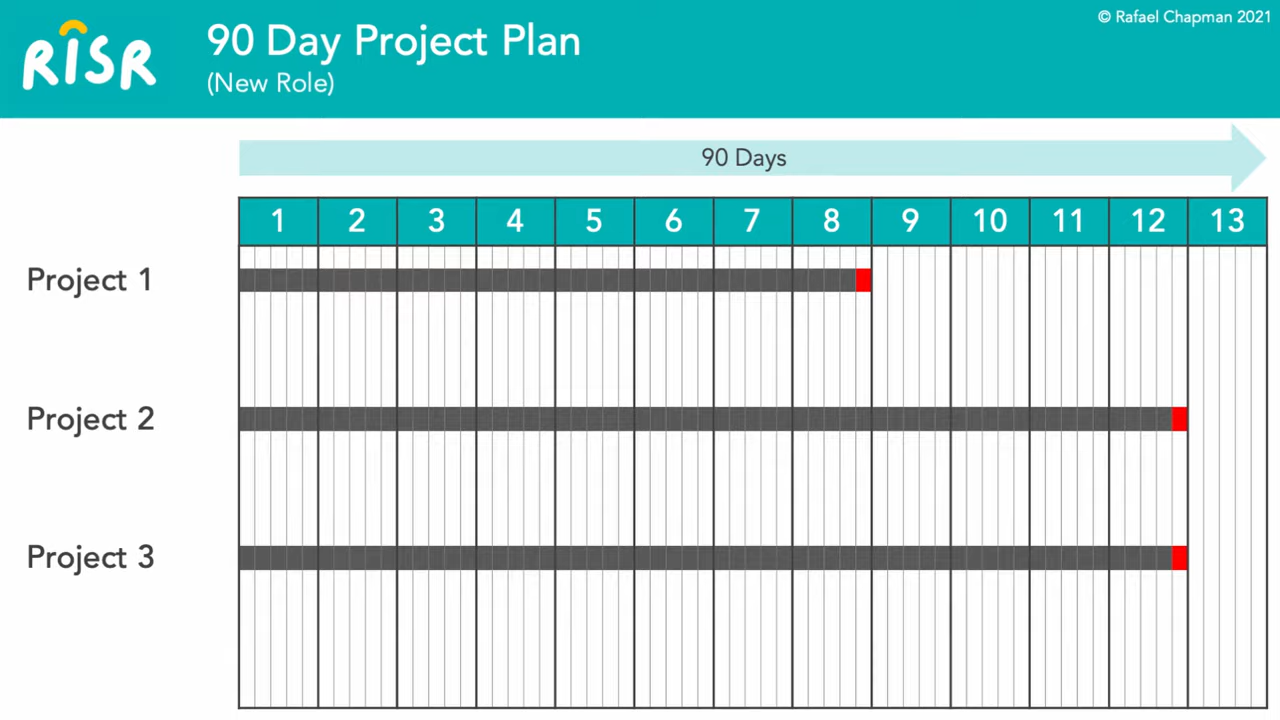 © Rafael Chapman 2021
RISR
90 Day Project Plan
(New Role)
90 Days
1 2 3 4 5 6 7 8 9 10 11 12 13
Project 1
Project 2
Project 3